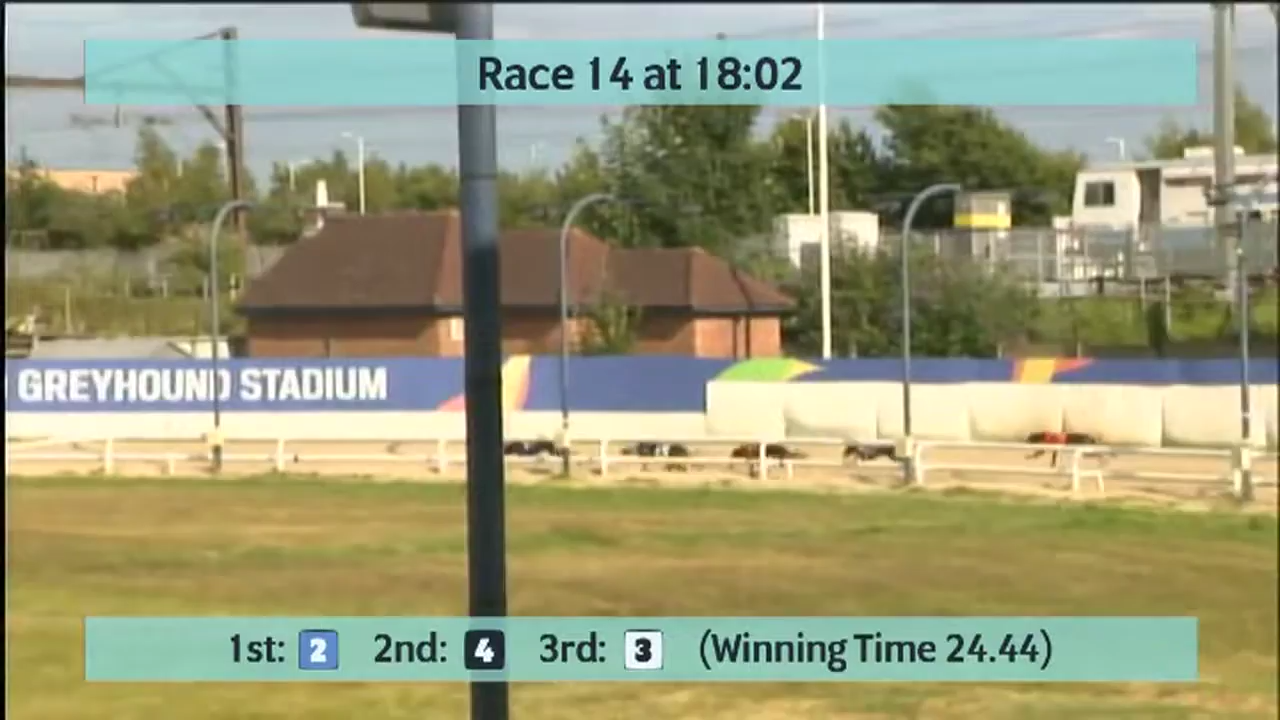 Race 14 at 18:02
GREYHOUND STADIUM
1st: 2 2nd: 4 3rd: 3 (Winning Time 24.44)